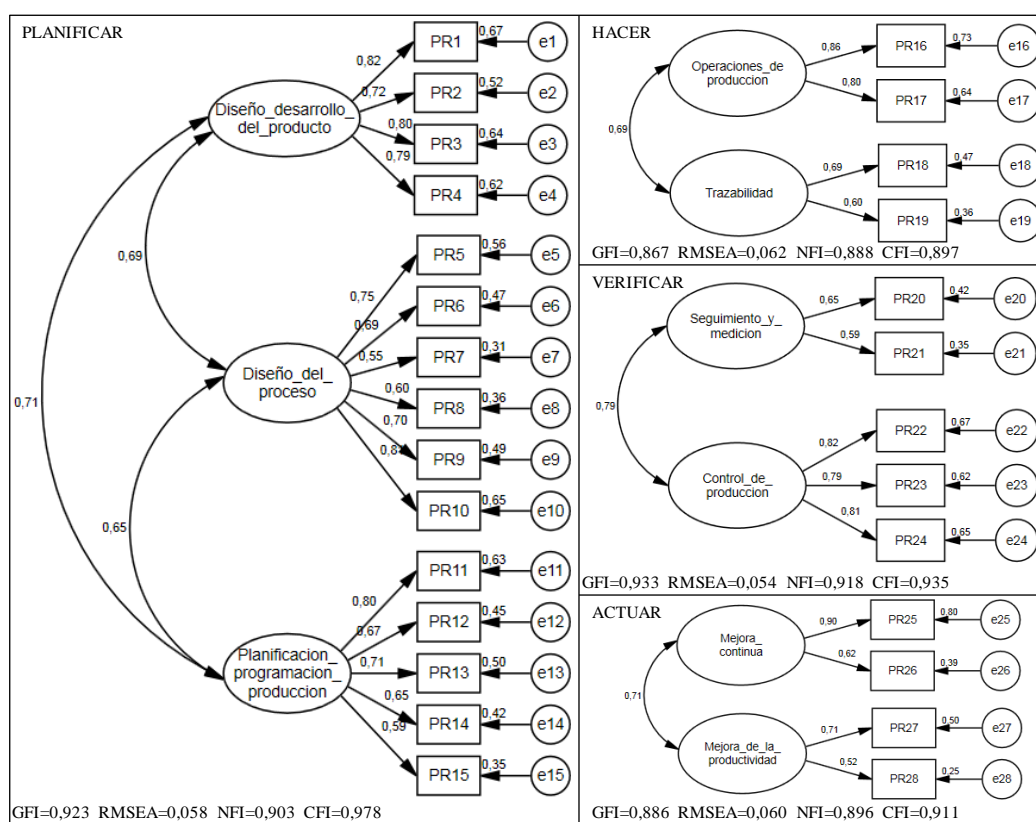 PLANIFICAR
Diseño_desarrollo_
del_producto
0,82
PR1
0,67
e1
0,72
PR2
0,52
e2
0,80
PR3
0,64
e3
0,79
PR4
0,62
e4
0,69
0,71
0,65
Diseño_del_
proceso
0,75
PR5
0,56
e5
0,69
PR6
0,47
e6
0,55
PR7
0,31
e7
0,60
PR8
0,36
e8
0,70
PR9
0,49
e9
PR10
0,65
e10
Planificacion_
programacion_
produccion
0,80
PR11
0,63
e11
0,67
PR12
0,45
e12
0,71
PR13
0,50
e13
0,65
PR14
0,42
e14
0,59
PR15
0,35
e15
GFI=0,923 RMSEA=0,058 NFI=0,903 CFI=0,978
HACER
Operaciones_de_
produccion
0,86
PR16
0,73
e16
0,80
PR17
0,64
e17
0,69
Trazabilidad
0,69
PR18
0,47
e18
0,60
PR19
0,36
e19
GFI=0,867 RMSEA=0,062 NFI=0,888 CFI=0,897
VERIFICAR
Seguimiento_y_
medicion
0,65
PR20
0,42
e20
0,59
PR21
0,35
e21
0,79
Control_de_
produccion
0,82
PR22
0,67
e22
0,79
PR23
0,62
e23
0,81
PR24
0,65
e24
GFI=0,933 RMSEA=0,054 NFI=0,918 CFI=0,935
ACTUAR
Mejora_
continua
0,90
PR25
0,80
e25
0,62
PR26
0,39
e26
0,71
Mejora_de_la_
productividad
0,71
PR27
0,50
e27
0,52
PR28
0,25
e28
GFI=0,886 RMSEA=0,060 NFI=0,896 CFI=0,911